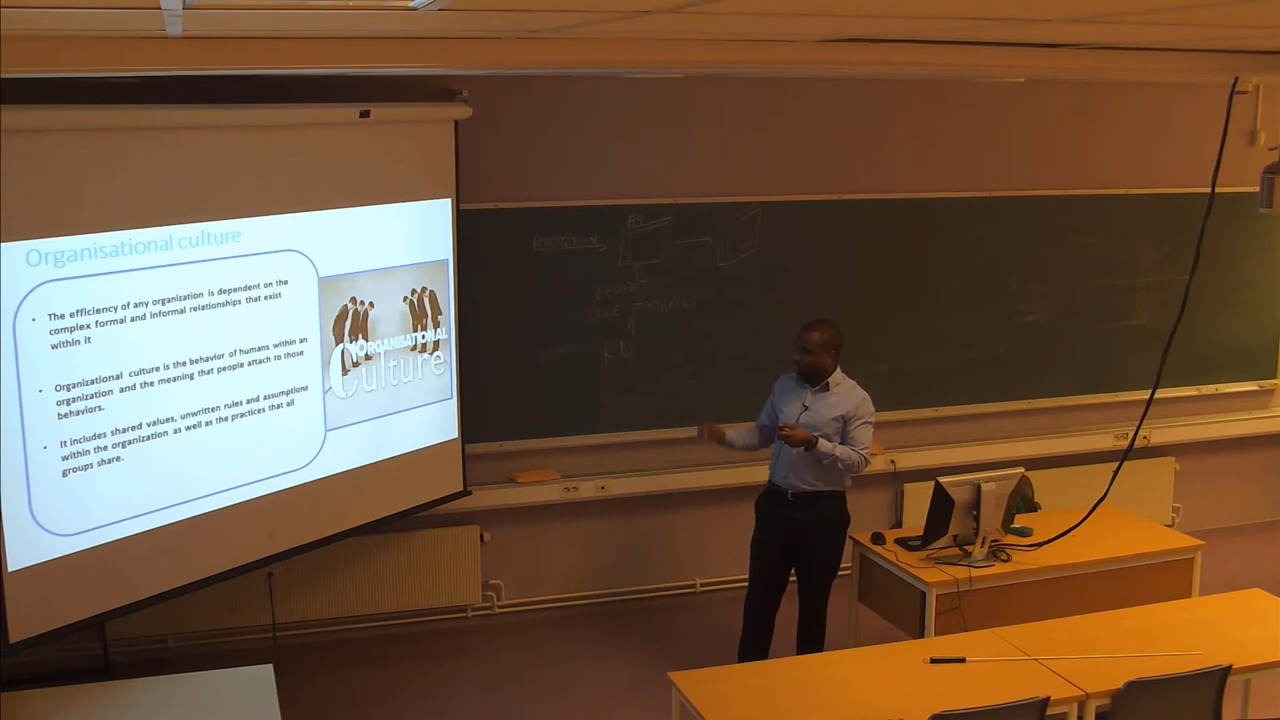 Organisational culture
• The efficiency of any organization is dependent on the
complex formal and informal relationships that exist
within it
• Organizational culture is the behavior of humans within an
organization and the meaning that people attach to those
behaviors.
• It includes shared values, unwritten rules and assumptions
within the organization as well as the practices that all
groups share.
ORGANISATIONAL
Culture